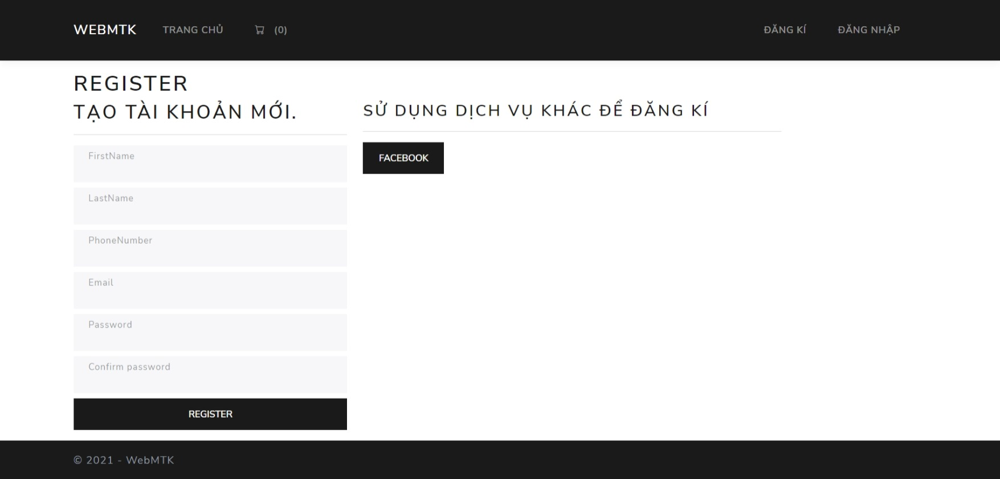 WEBMTK
TRANG CHỦ
(0)
ĐĂNG KÍ
ĐĂNG NHẬP
REGISTER
TẠO TÀI KHOẢN MỚI.
SỬ DỤNG DỊCH VỤ KHÁC ĐỂ ĐĂNG KÍ
FACEBOOK
FirstName
LastName
PhoneNumber
Email
Password
Confirm password
REGISTER
© 2021 - WebMTK